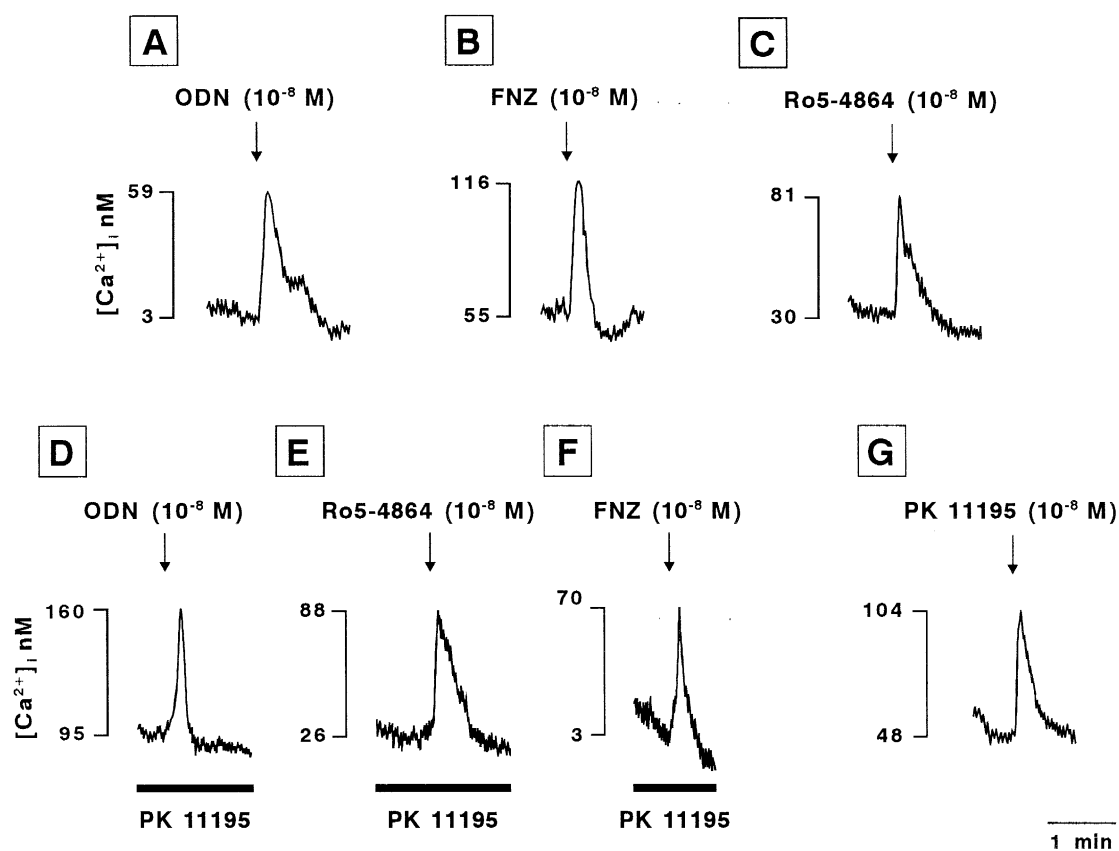 A
B
C
ODN (10⁻⁸ M)
FNZ (10⁻⁸ M)
Ro5-4864 (10⁻⁸ M)
[Ca²⁺]ᵢ, nM
59
3
116
55
81
30
D
E
F
G
ODN (10⁻⁸ M)
Ro5-4864 (10⁻⁸ M)
FNZ (10⁻⁸ M)
PK 11195 (10⁻⁸ M)
[Ca²⁺]ᵢ, nM
160
95
88
26
70
3
104
48
PK 11195
PK 11195
PK 11195
1 min